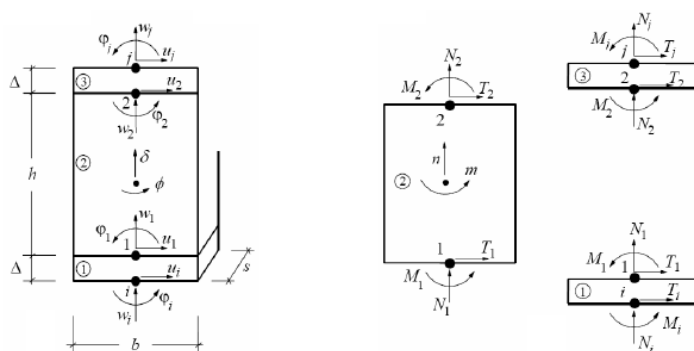 φj wj uj
j
Δ ③ u2
2 φ2
w2
h ② δ
ϕ
w1
φ1 u1
1
Δ ① ui s
i φi
wi
b
N2
M2 T2
2
n m
②
1 T1
M1
N1
Nj
Mj Tj
j
③ 2 T2
M2
N2
N1
M1 1 T1
① i Ti
Mi
Ni